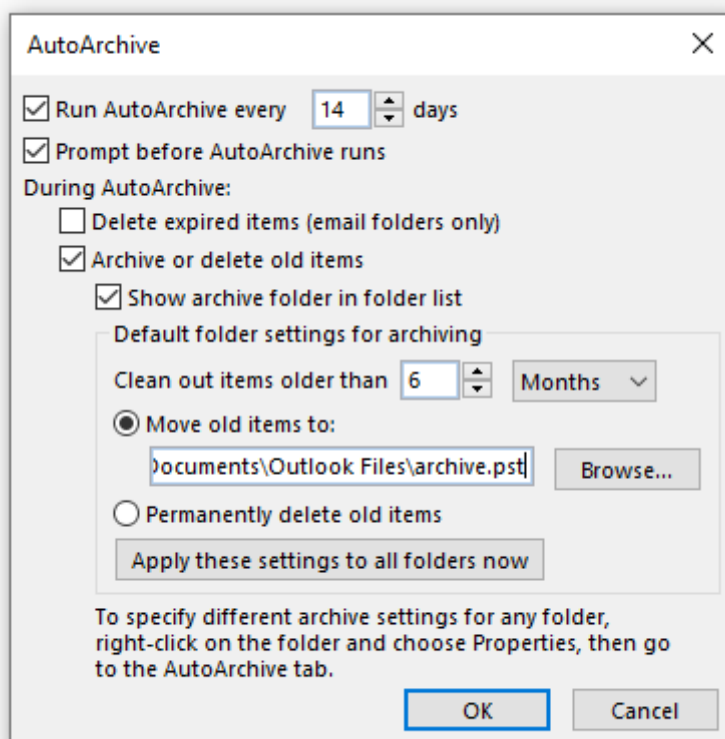 AutoArchive
Run AutoArchive every 14 days
Prompt before AutoArchive runs
During AutoArchive:
Delete expired items (email folders only)
Archive or delete old items
Show archive folder in folder list
Default folder settings for archiving
Clean out items older than 6 Months
Move old items to:
Documents\Outlook Files\archive.pst Browse...
Permanently delete old items
Apply these settings to all folders now
To specify different archive settings for any folder,
right-click on the folder and choose Properties, then go
to the AutoArchive tab.
OK Cancel